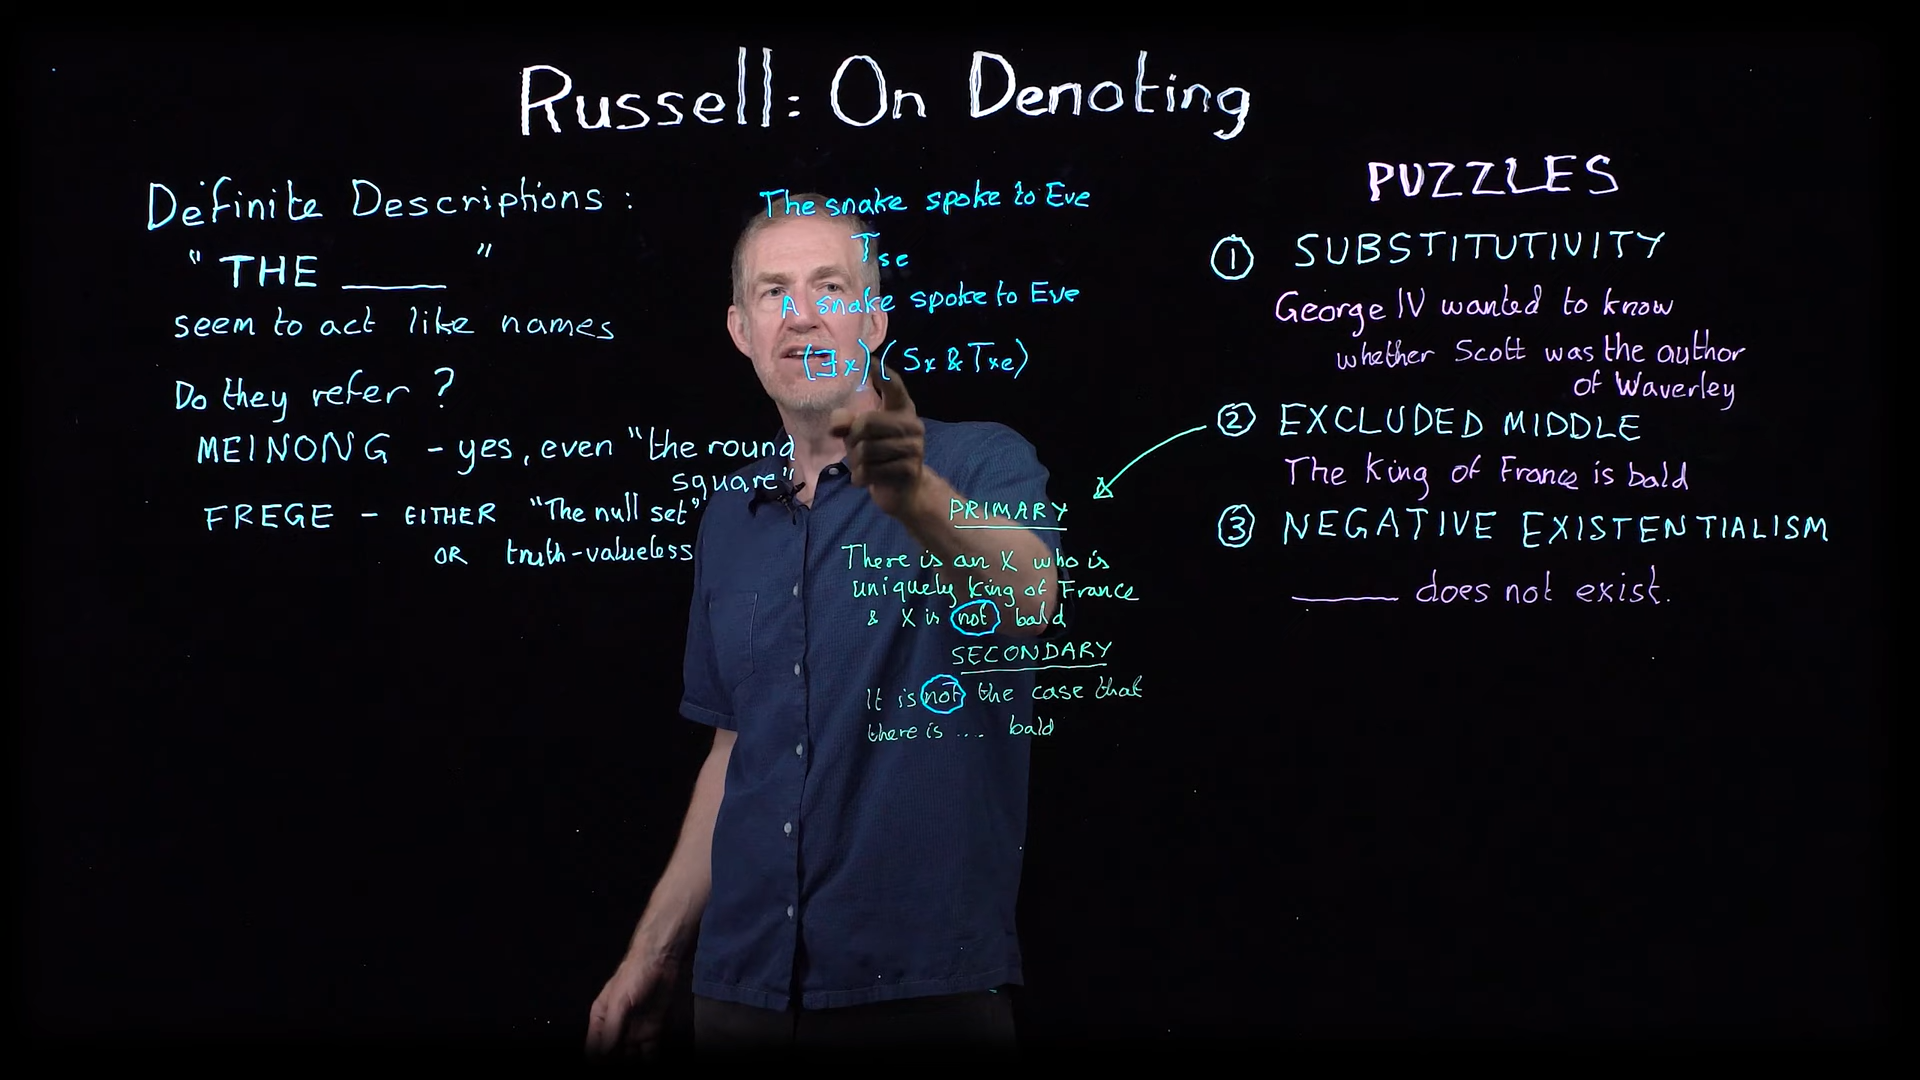 Russell: On Denoting
Definite Descriptions:
"THE ____"
seem to act like names
Do they refer?
MEINONG - yes, even "the round
square"
FREGE - EITHER "The null set"
OR truth-valueless
The snake spoke to Eve
Tse
A snake spoke to Eve
(∃x)(Sx & Txe)
PRIMARY
There is an X who is
uniquely King of France
& X is not bald
SECONDARY
It is not the case that
there is .... bald
PUZZLES
① SUBSTITUTIVITY
George IV wanted to know
whether Scott was the author
of Waverley
② EXCLUDED MIDDLE
The King of France is bald
③ NEGATIVE EXISTENTIALISM
____ does not exist.